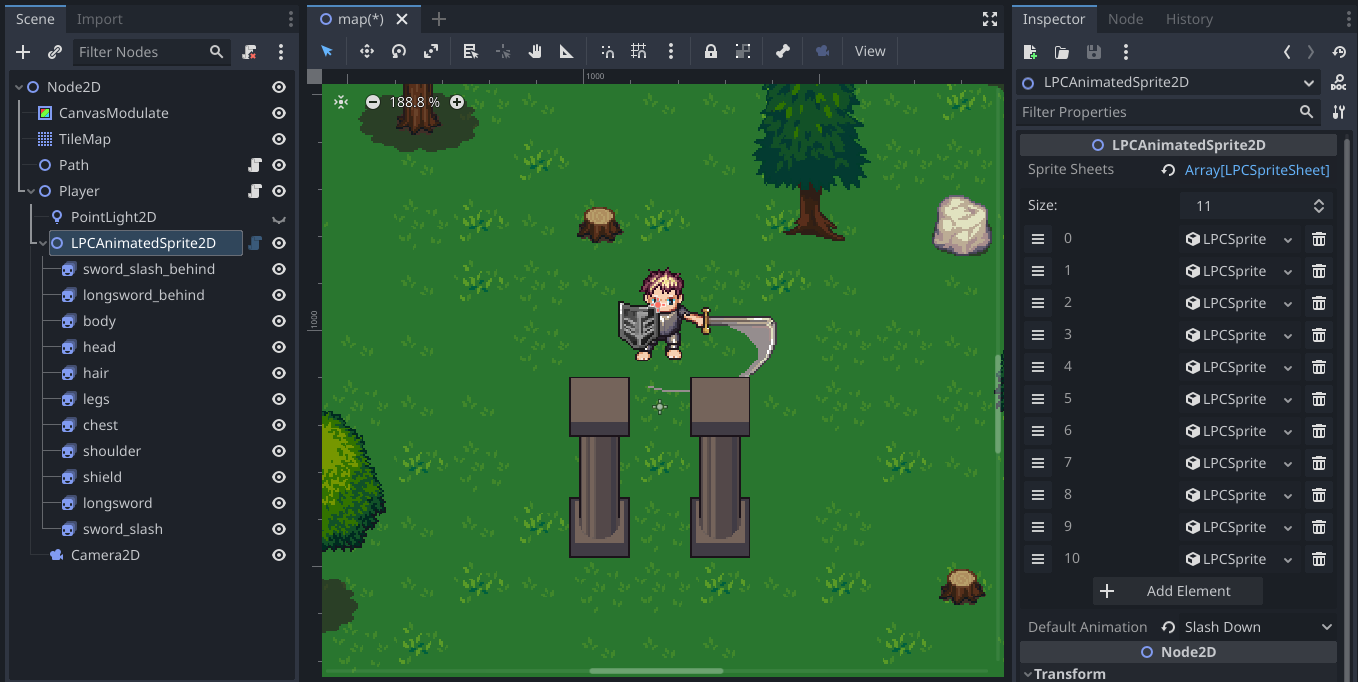 Scene Import
Filter Nodes
Node2D
CanvasModulate
TileMap
Path
Player
PointLight2D
LPCAnimatedSprite2D
sword_slash_behind
longsword_behind
body
head
hair
legs
chest
shoulder
shield
longsword
sword_slash
Camera2D
map(*)
View
1000
1000
188.8 %
Inspector Node History
LPCAnimatedSprite2D
Filter Properties
LPCAnimatedSprite2D
Sprite Sheets Array[LPCSpriteSheet]
Size: 11
0 LPCSprite
1 LPCSprite
2 LPCSprite
3 LPCSprite
4 LPCSprite
5 LPCSprite
6 LPCSprite
7 LPCSprite
8 LPCSprite
9 LPCSprite
10 LPCSprite
Add Element
Default Animation Slash Down
Node2D
Transform